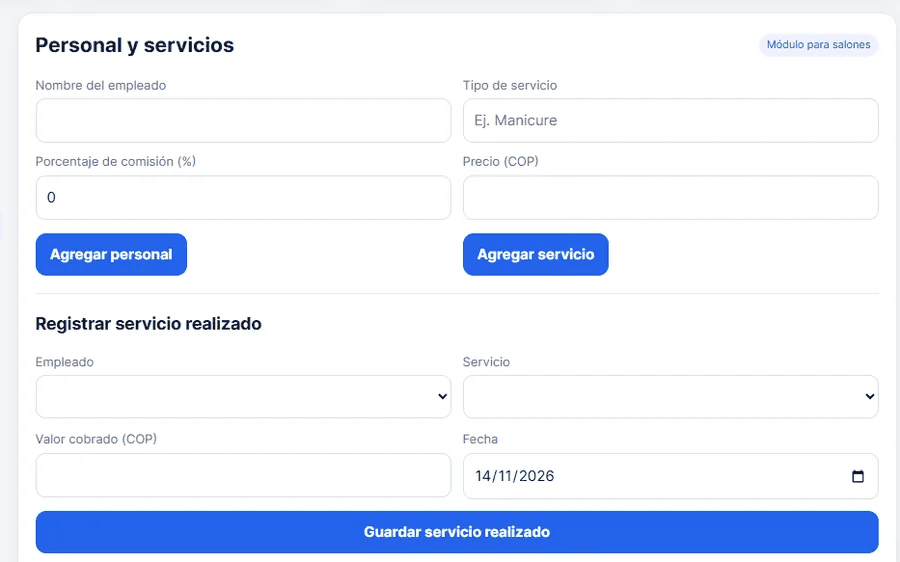 Personal y servicios
Módulo para salones
Nombre del empleado
Tipo de servicio
Ej. Manicure
Porcentaje de comisión (%)
Precio (COP)
0
Agregar personal
Agregar servicio
Registrar servicio realizado
Empleado
Servicio
Valor cobrado (COP)
Fecha
14/11/2026
Guardar servicio realizado